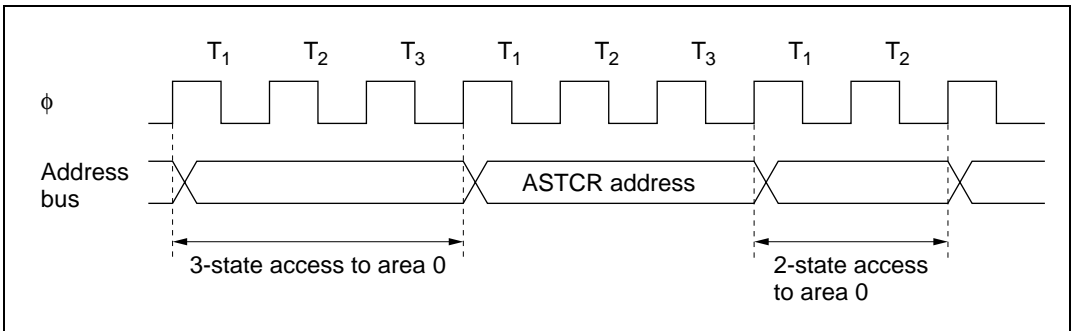 T1 T2 T3 T1 T2 T3 T1 T2
ϕ
Address
bus
ASTCR address
3-state access to area 0
2-state access
to area 0